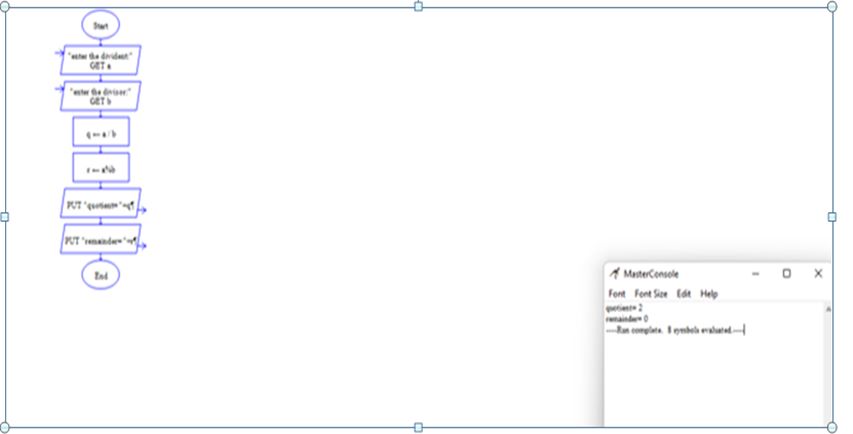 Start
"enter the divident:"
GET a
"enter the divisor:"
GET b
q ← a / b
r ← a%b
PUT "quotient= "+q¶
PUT "remainder= "+r¶
End
MasterConsole
Font Font Size Edit Help
quotient= 2
remainder= 0
----Run complete. 8 symbols evaluated.----